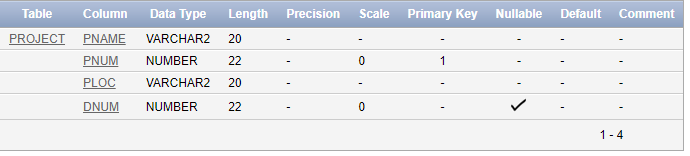 Table Column Data Type Length Precision Scale Primary Key Nullable Default Comment
PROJECT PNAME VARCHAR2 20 - - - - - -
PNUM NUMBER 22 - 0 1 - - -
PLOC VARCHAR2 20 - - - - - -
DNUM NUMBER 22 - 0 - ✓ - -
1 - 4